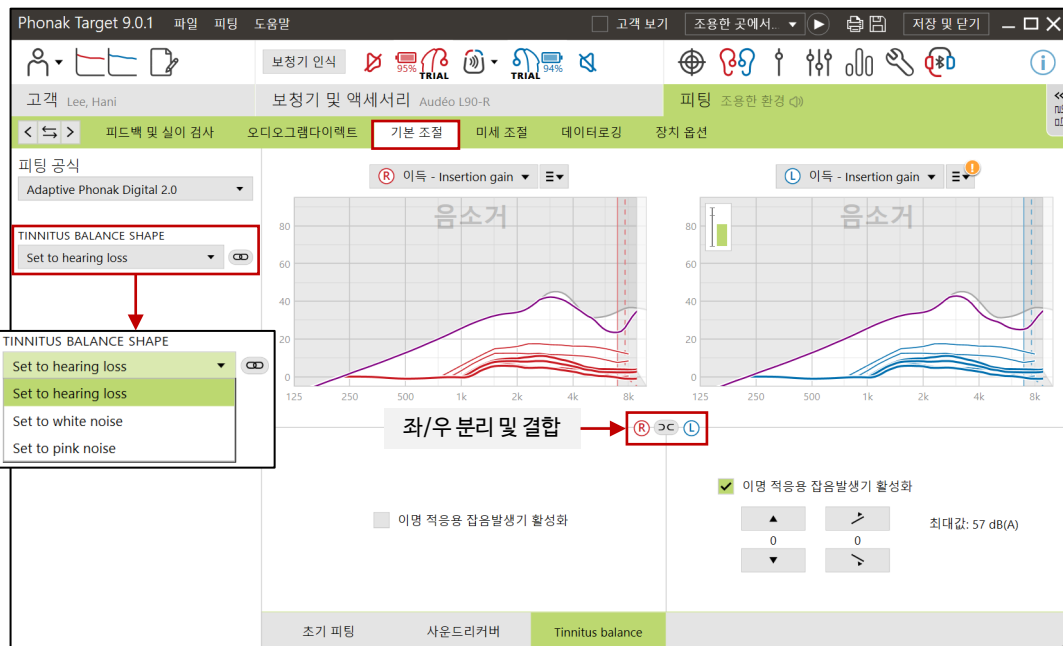 Phonak Target 9.0.1 파일 피팅 도움말 고객 보기 조용한 곳에서.. 저장 및 닫기
보청기 인식 95% TRIAL TRIAL 94%
고객 Lee, Hani 보청기 및 액세서리 Audéo L90-R 피팅 조용한 환경
피드백 및 실이 검사 오디오그램다이렉트 기본 조절 미세 조절 데이터로깅 장치 옵션
피팅 공식
Adaptive Phonak Digital 2.0
R 이득 - Insertion gain
L 이득 - Insertion gain
TINNITUS BALANCE SHAPE
Set to hearing loss
음소거
음소거
80
60
40
20
0
125 250 500 1k 2k 4k 8k
80
60
40
20
0
125 250 500 1k 2k 4k 8k
TINNITUS BALANCE SHAPE
Set to hearing loss
Set to hearing loss
Set to white noise
Set to pink noise
좌/우 분리 및 결합
R L
이명 적응용 잡음발생기 활성화
이명 적응용 잡음발생기 활성화
0 0
최대값: 57 dB(A)
초기 피팅 사운드리커버 Tinnitus balance